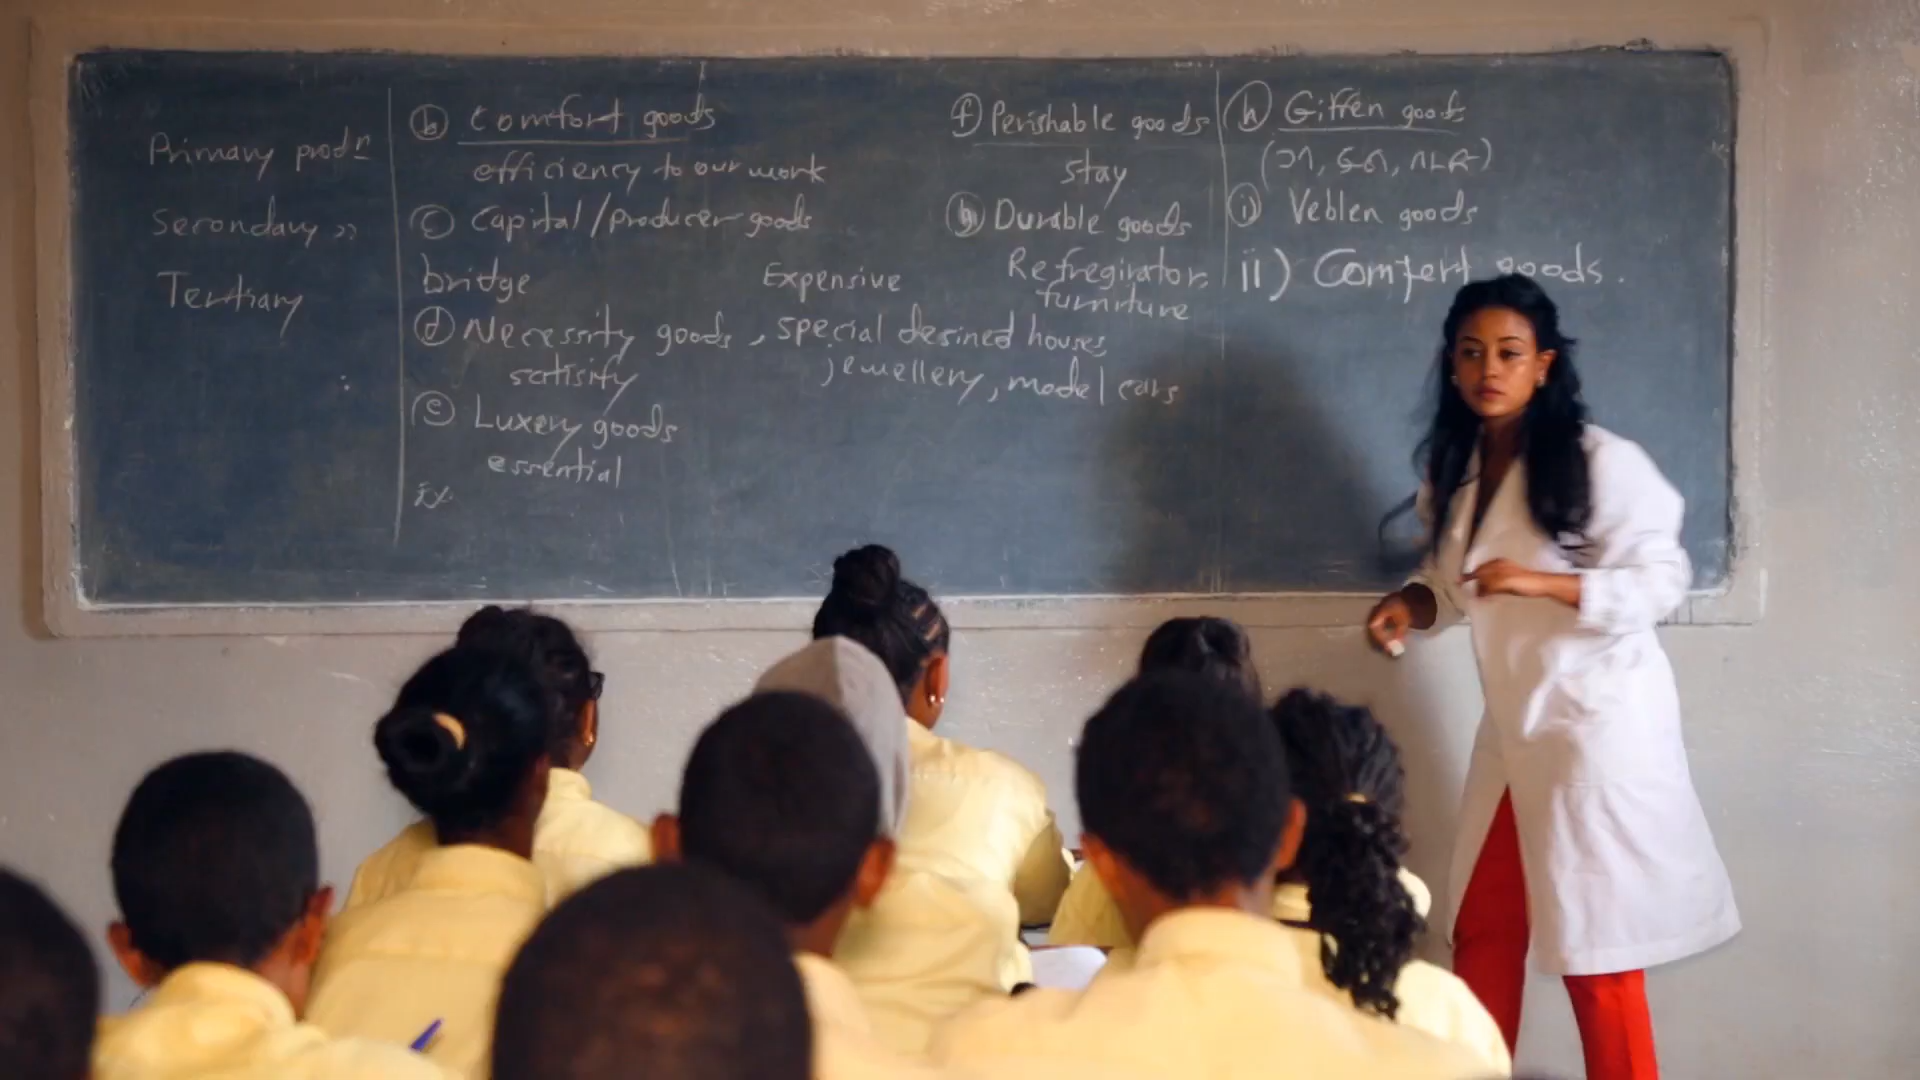 Primary prodn
Serondary >>
Tertiary
(b) Comfort goods
efficiency to our work
(c) Capital/producer goods
bridge
Expensive
(d) Necessity goods, special desined houses
satisify
jewellery, model cars
(e) Luxery goods
essential
Ex.
(f) Perishable goods
stay
(g) Durable goods
Refregirators
furniture
(h) Giffen goods
(i) Veblen goods
ii) Comfert goods.